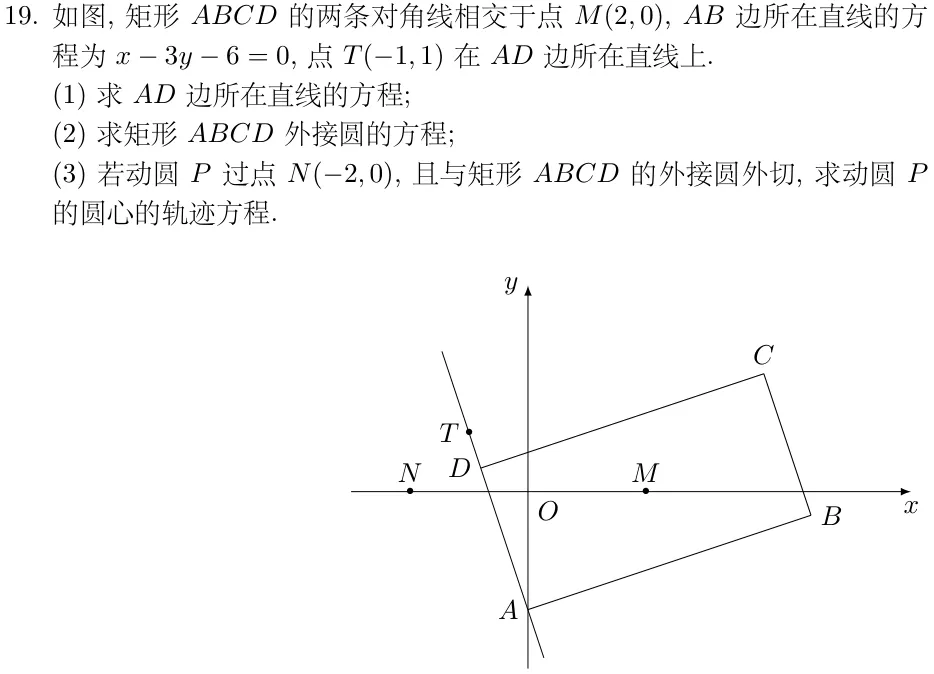 19. 如图, 矩形 ABCD 的两条对角线相交于点 M(2,0), AB 边所在直线的方
程为 x − 3y − 6 = 0, 点 T(−1,1) 在 AD 边所在直线上.
(1) 求 AD 边所在直线的方程;
(2) 求矩形 ABCD 外接圆的方程;
(3) 若动圆 P 过点 N(−2,0), 且与矩形 ABCD 的外接圆外切, 求动圆 P
的圆心的轨迹方程.
y
C
T
D
N
M
O
x
B
A